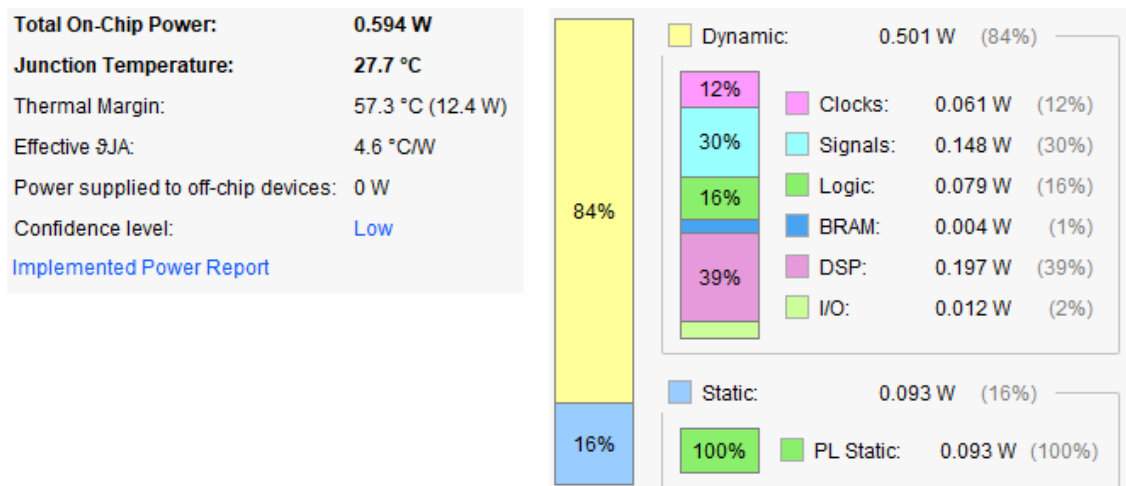 Total On-Chip Power: 0.594 W
Junction Temperature: 27.7 °C
Thermal Margin: 57.3 °C (12.4 W)
Effective ϑJA: 4.6 °C/W
Power supplied to off-chip devices: 0 W
Confidence level: Low
Implemented Power Report
84%
16%
Dynamic: 0.501 W (84%)
12%
30%
16%
39%
Clocks: 0.061 W (12%)
Signals: 0.148 W (30%)
Logic: 0.079 W (16%)
BRAM: 0.004 W (1%)
DSP: 0.197 W (39%)
I/O: 0.012 W (2%)
Static: 0.093 W (16%)
100%
PL Static: 0.093 W (100%)